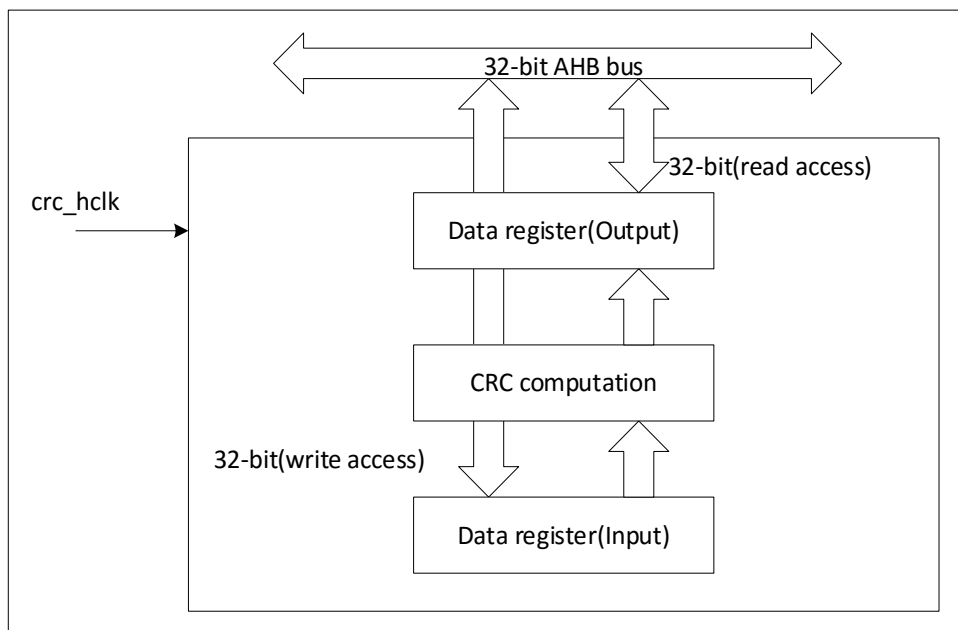 32-bit AHB bus
32-bit(read access)
crc_hclk
Data register(Output)
CRC computation
32-bit(write access)
Data register(Input)